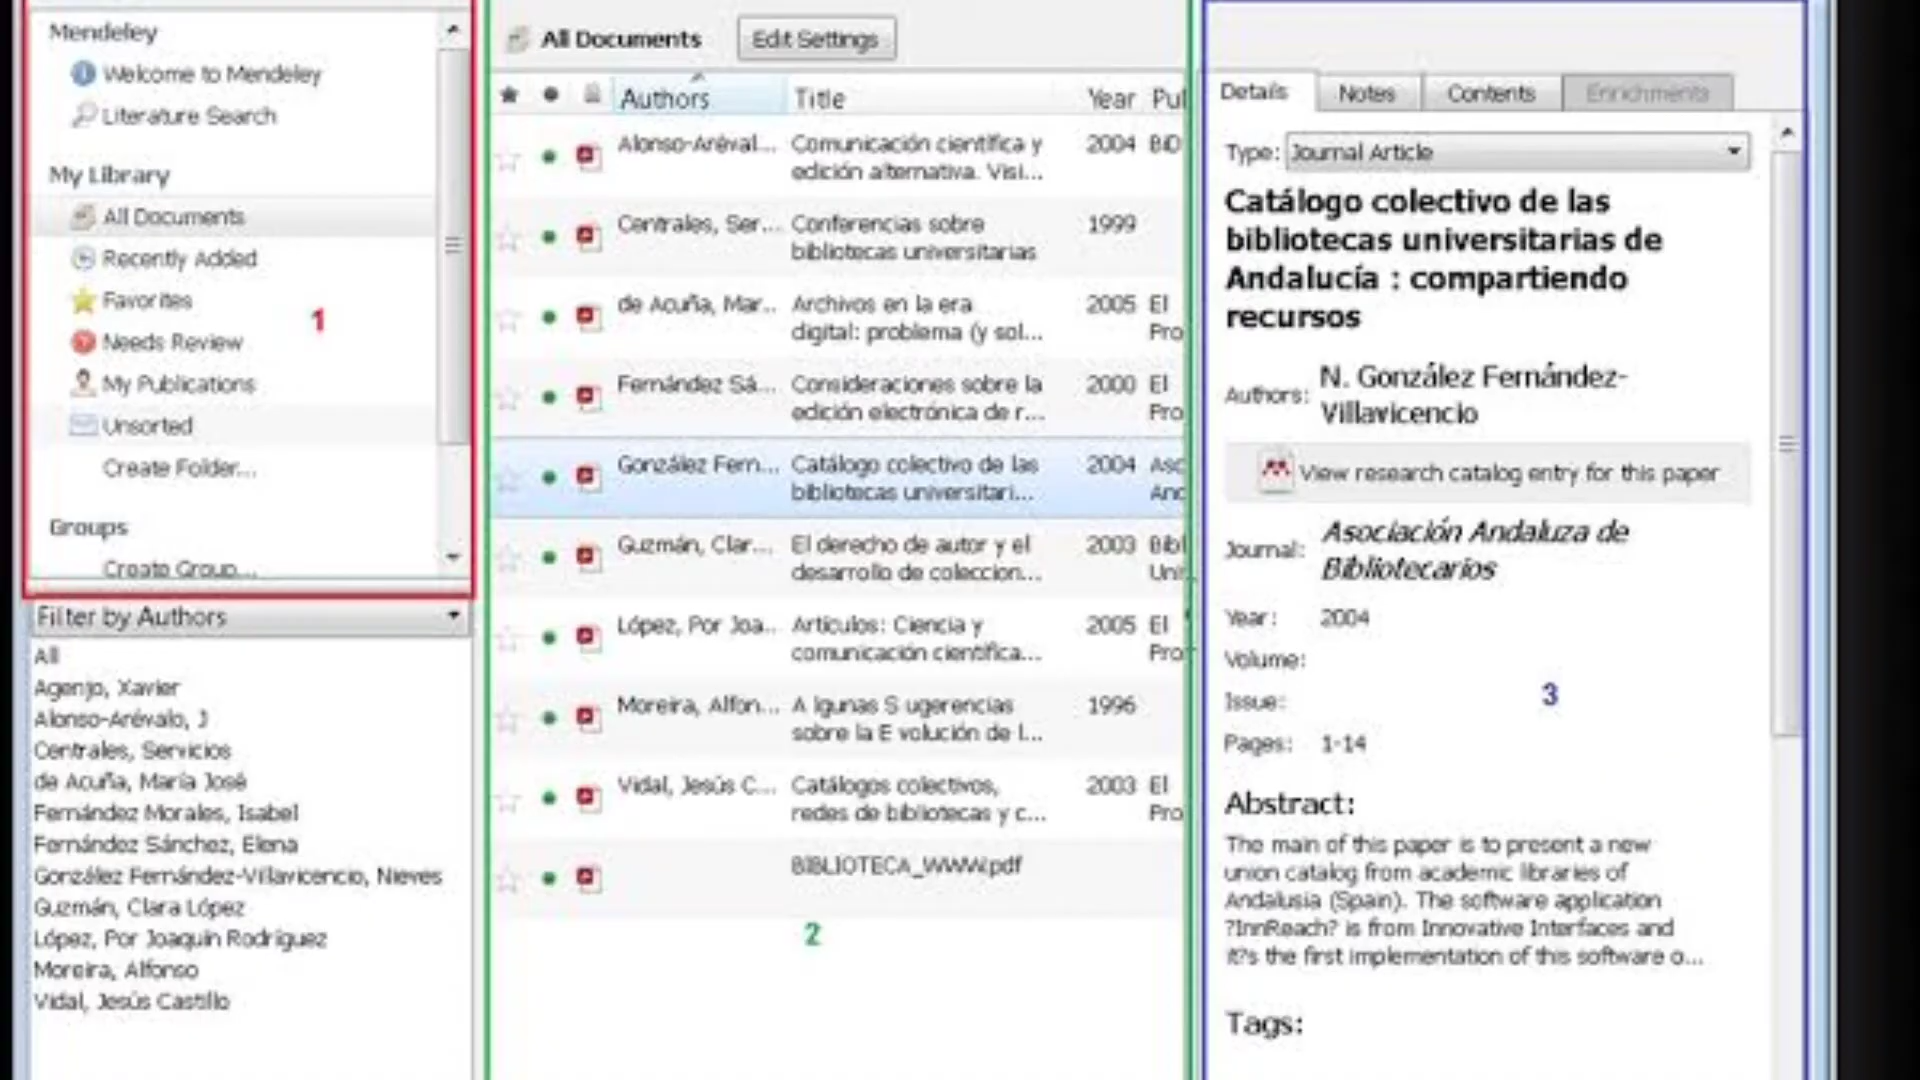 Mendeley
Welcome to Mendeley
Literature Search
My Library
All Documents
Recently Added
Favorites
1
Needs Review
My Publications
Unsorted
Create Folder...
Groups
Create Group...
Filter by Authors
All
Agenjo, Xavier
Alonso-Arévalo, J
Centrales, Servicios
de Acuña, María José
Fernández Morales, Isabel
Fernández Sánchez, Elena
González Fernández-Villavicencio, Nieves
Guzmán, Clara López
López, Por Joaquín Rodríguez
Moreira, Alfonso
Vidal, Jesús Castillo
All Documents Edit Settings
Authors Title Year Pul
Alonso-Aréval... Comunicación científica y 2004 BiD
edición alternativa. Visi...
Centrales, Ser... Conferencias sobre 1999
bibliotecas universitarias
de Acuña, Mar... Archivos en la era 2005 El
digital: problema (y sol... Pro
Fernández Sá... Consideraciones sobre la 2000 El
edición electrónica de r... Pro
González Fern... Catálogo colectivo de las 2004 Aso
bibliotecas universitari... And
Guzmán, Clar... El derecho de autor y el 2003 Bibl
desarrollo de coleccion... Uni
López, Por Joa... Artículos: Ciencia y 2005 El
comunicación científica... Pro
Moreira, Alfon... A lgunas S ugerencias 1996
sobre la E volución de l...
Vidal, Jesús C... Catálogos colectivos, 2003 El
redes de bibliotecas y c... Pro
BIBLIOTECA_WWW.pdf
2
Details Notes Contents Enrichments
Type: Journal Article
Catálogo colectivo de las
bibliotecas universitarias de
Andalucía : compartiendo
recursos
Authors: N. González Fernández-
Villavicencio
View research catalog entry for this paper
Journal: Asociación Andaluza de
Bibliotecarios
Year: 2004
Volume:
Issue:
3
Pages: 1-14
Abstract:
The main of this paper is to present a new
union catalog from academic libraries of
Andalusia (Spain). The software application
?InnReach? is from Innovative Interfaces and
it?s the first implementation of this software o...
Tags: